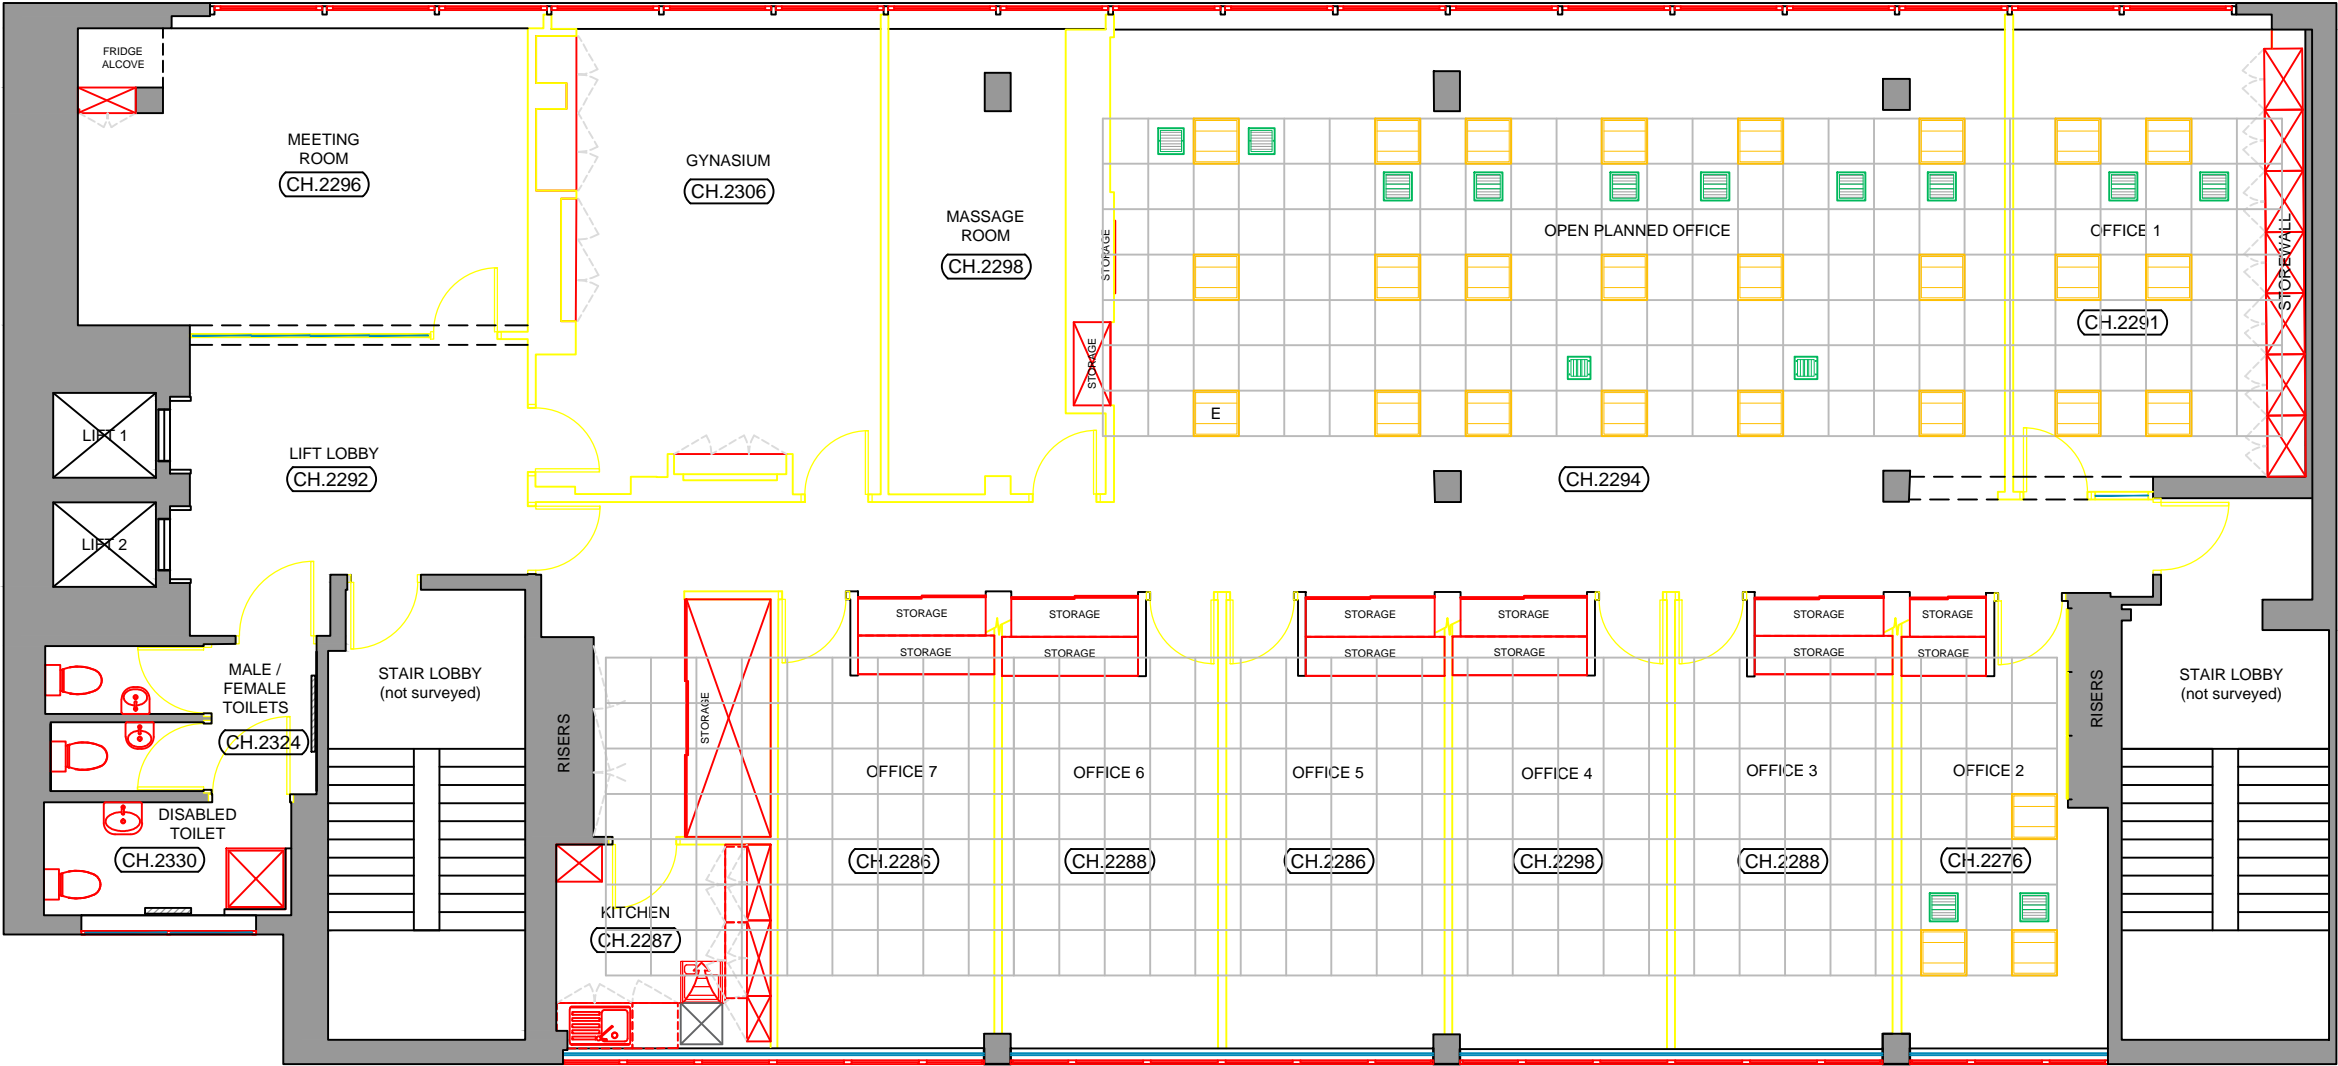 FRIDGE
ALCOVE
MEETING
ROOM
CH.2296
GYNASIUM
CH.2306
MASSAGE
ROOM
CH.2298
STORAGE
STORAGE
OPEN PLANNED OFFICE
OFFICE 1
CH.2291
STOREWALL
E
CH.2294
LIFT 1
LIFT 2
LIFT LOBBY
CH.2292
MALE /
FEMALE
TOILETS
CH.2324
DISABLED
TOILET
CH.2330
STAIR LOBBY
(not surveyed)
RISERS
STORAGE
KITCHEN
CH.2287
STORAGE
STORAGE
STORAGE
STORAGE
STORAGE
STORAGE
STORAGE
STORAGE
STORAGE
STORAGE
STORAGE
STORAGE
OFFICE 7
CH.2286
OFFICE 6
CH.2288
OFFICE 5
CH.2286
OFFICE 4
CH.2298
OFFICE 3
CH.2288
OFFICE 2
CH.2276
RISERS
STAIR LOBBY
(not surveyed)